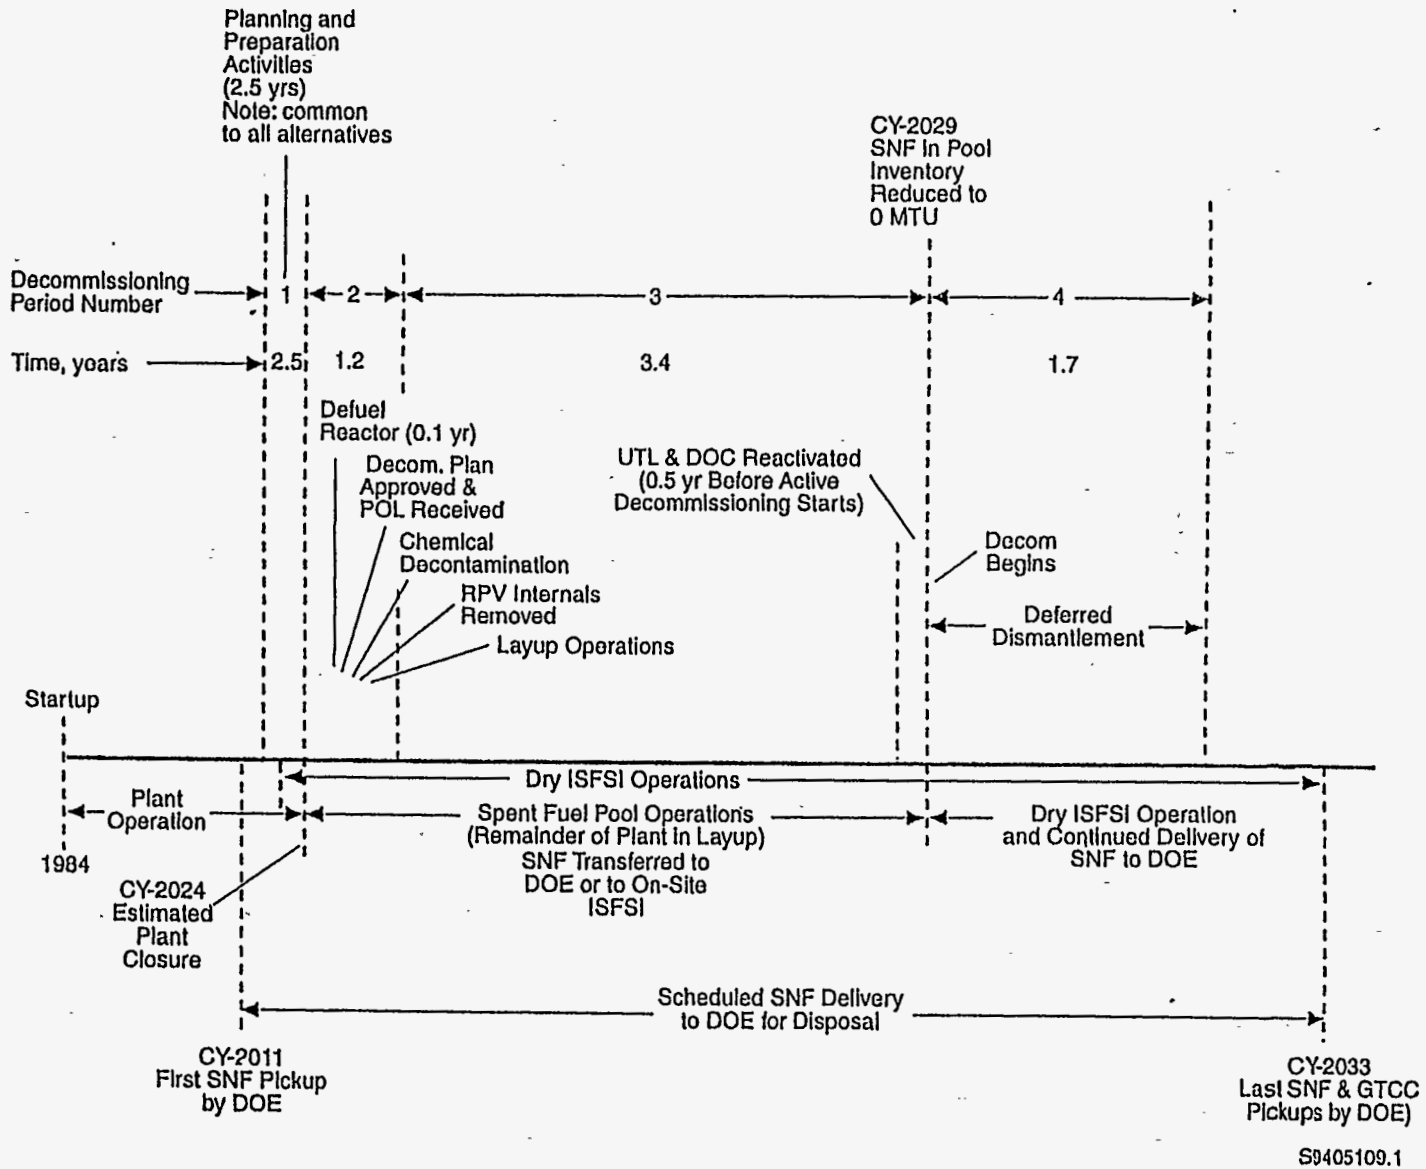 Planning and
Preparation
Activities
(2.5 yrs)
Note: common
to all alternatives
CY-2029
SNF in Pool
Inventory
Reduced to
0 MTU
Decommissioning
Period Number
1
2
3
4
Time, years
2.5
1.2
3.4
1.7
Defuel
Reactor (0.1 yr)
Decom. Plan
Approved &
POL Received
Chemical
Decontamination
RPV Internals
Removed
Layup Operations
UTL & DOC Reactivated
(0.5 yr Before Active
Decommissioning Starts)
Decom
Begins
Deferred
Dismantlement
Startup
Dry ISFSI Operations
Plant
Operation
Spent Fuel Pool Operations
(Remainder of Plant in Layup)
SNF Transferred to
DOE or to On-Site
ISFSI
Dry ISFSI Operation
and Continued Delivery of
SNF to DOE
1984
CY-2024
Estimated
Plant
Closure
Scheduled SNF Delivery
to DOE for Disposal
CY-2011
First SNF Pickup
by DOE
CY-2033
Last SNF & GTCC
Pickups by DOE)
S9405109.1